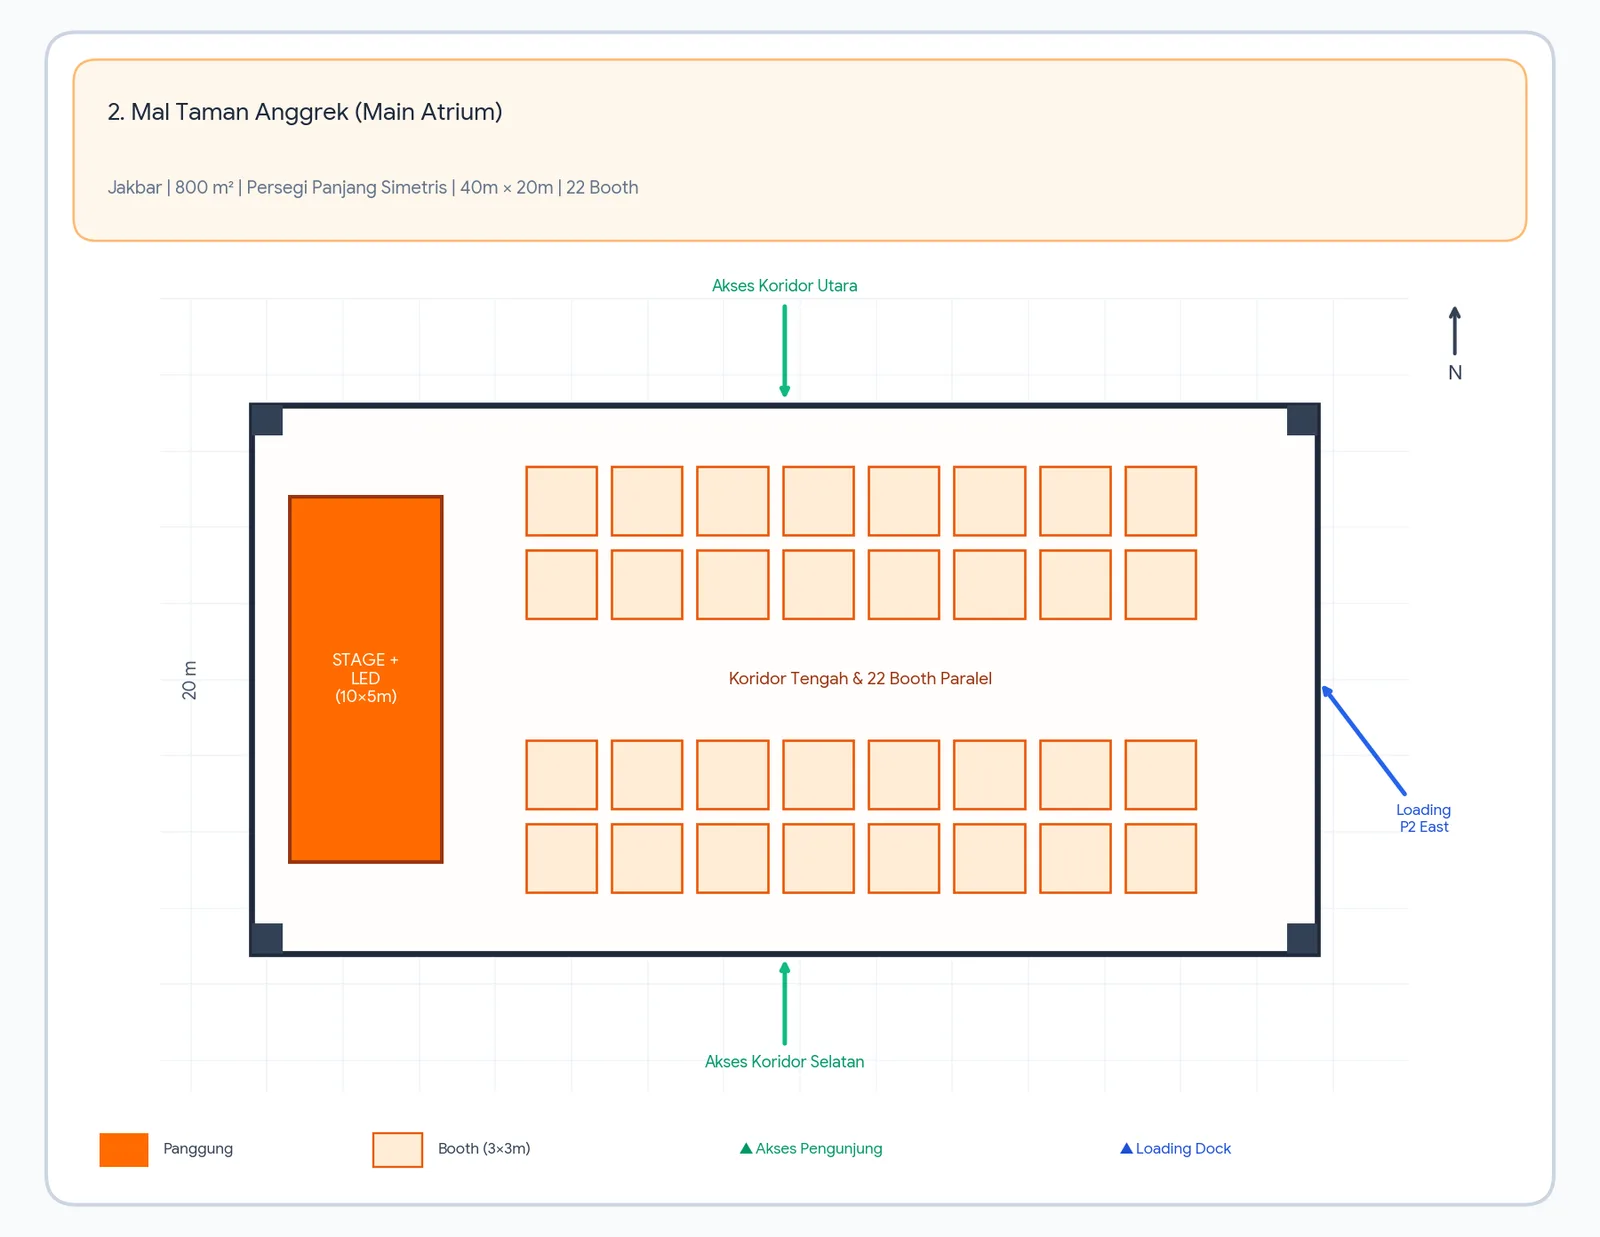 2. Mal Taman Anggrek (Main Atrium)
Jakbar | 800 m² | Persegi Panjang Simetris | 40m × 20m | 22 Booth
Akses Koridor Utara
N
STAGE +
LED
(10×5m)
20 m
Koridor Tengah & 22 Booth Paralel
Loading
P2 East
Akses Koridor Selatan
Panggung
Booth (3×3m)
▲ Akses Pengunjung
▲ Loading Dock